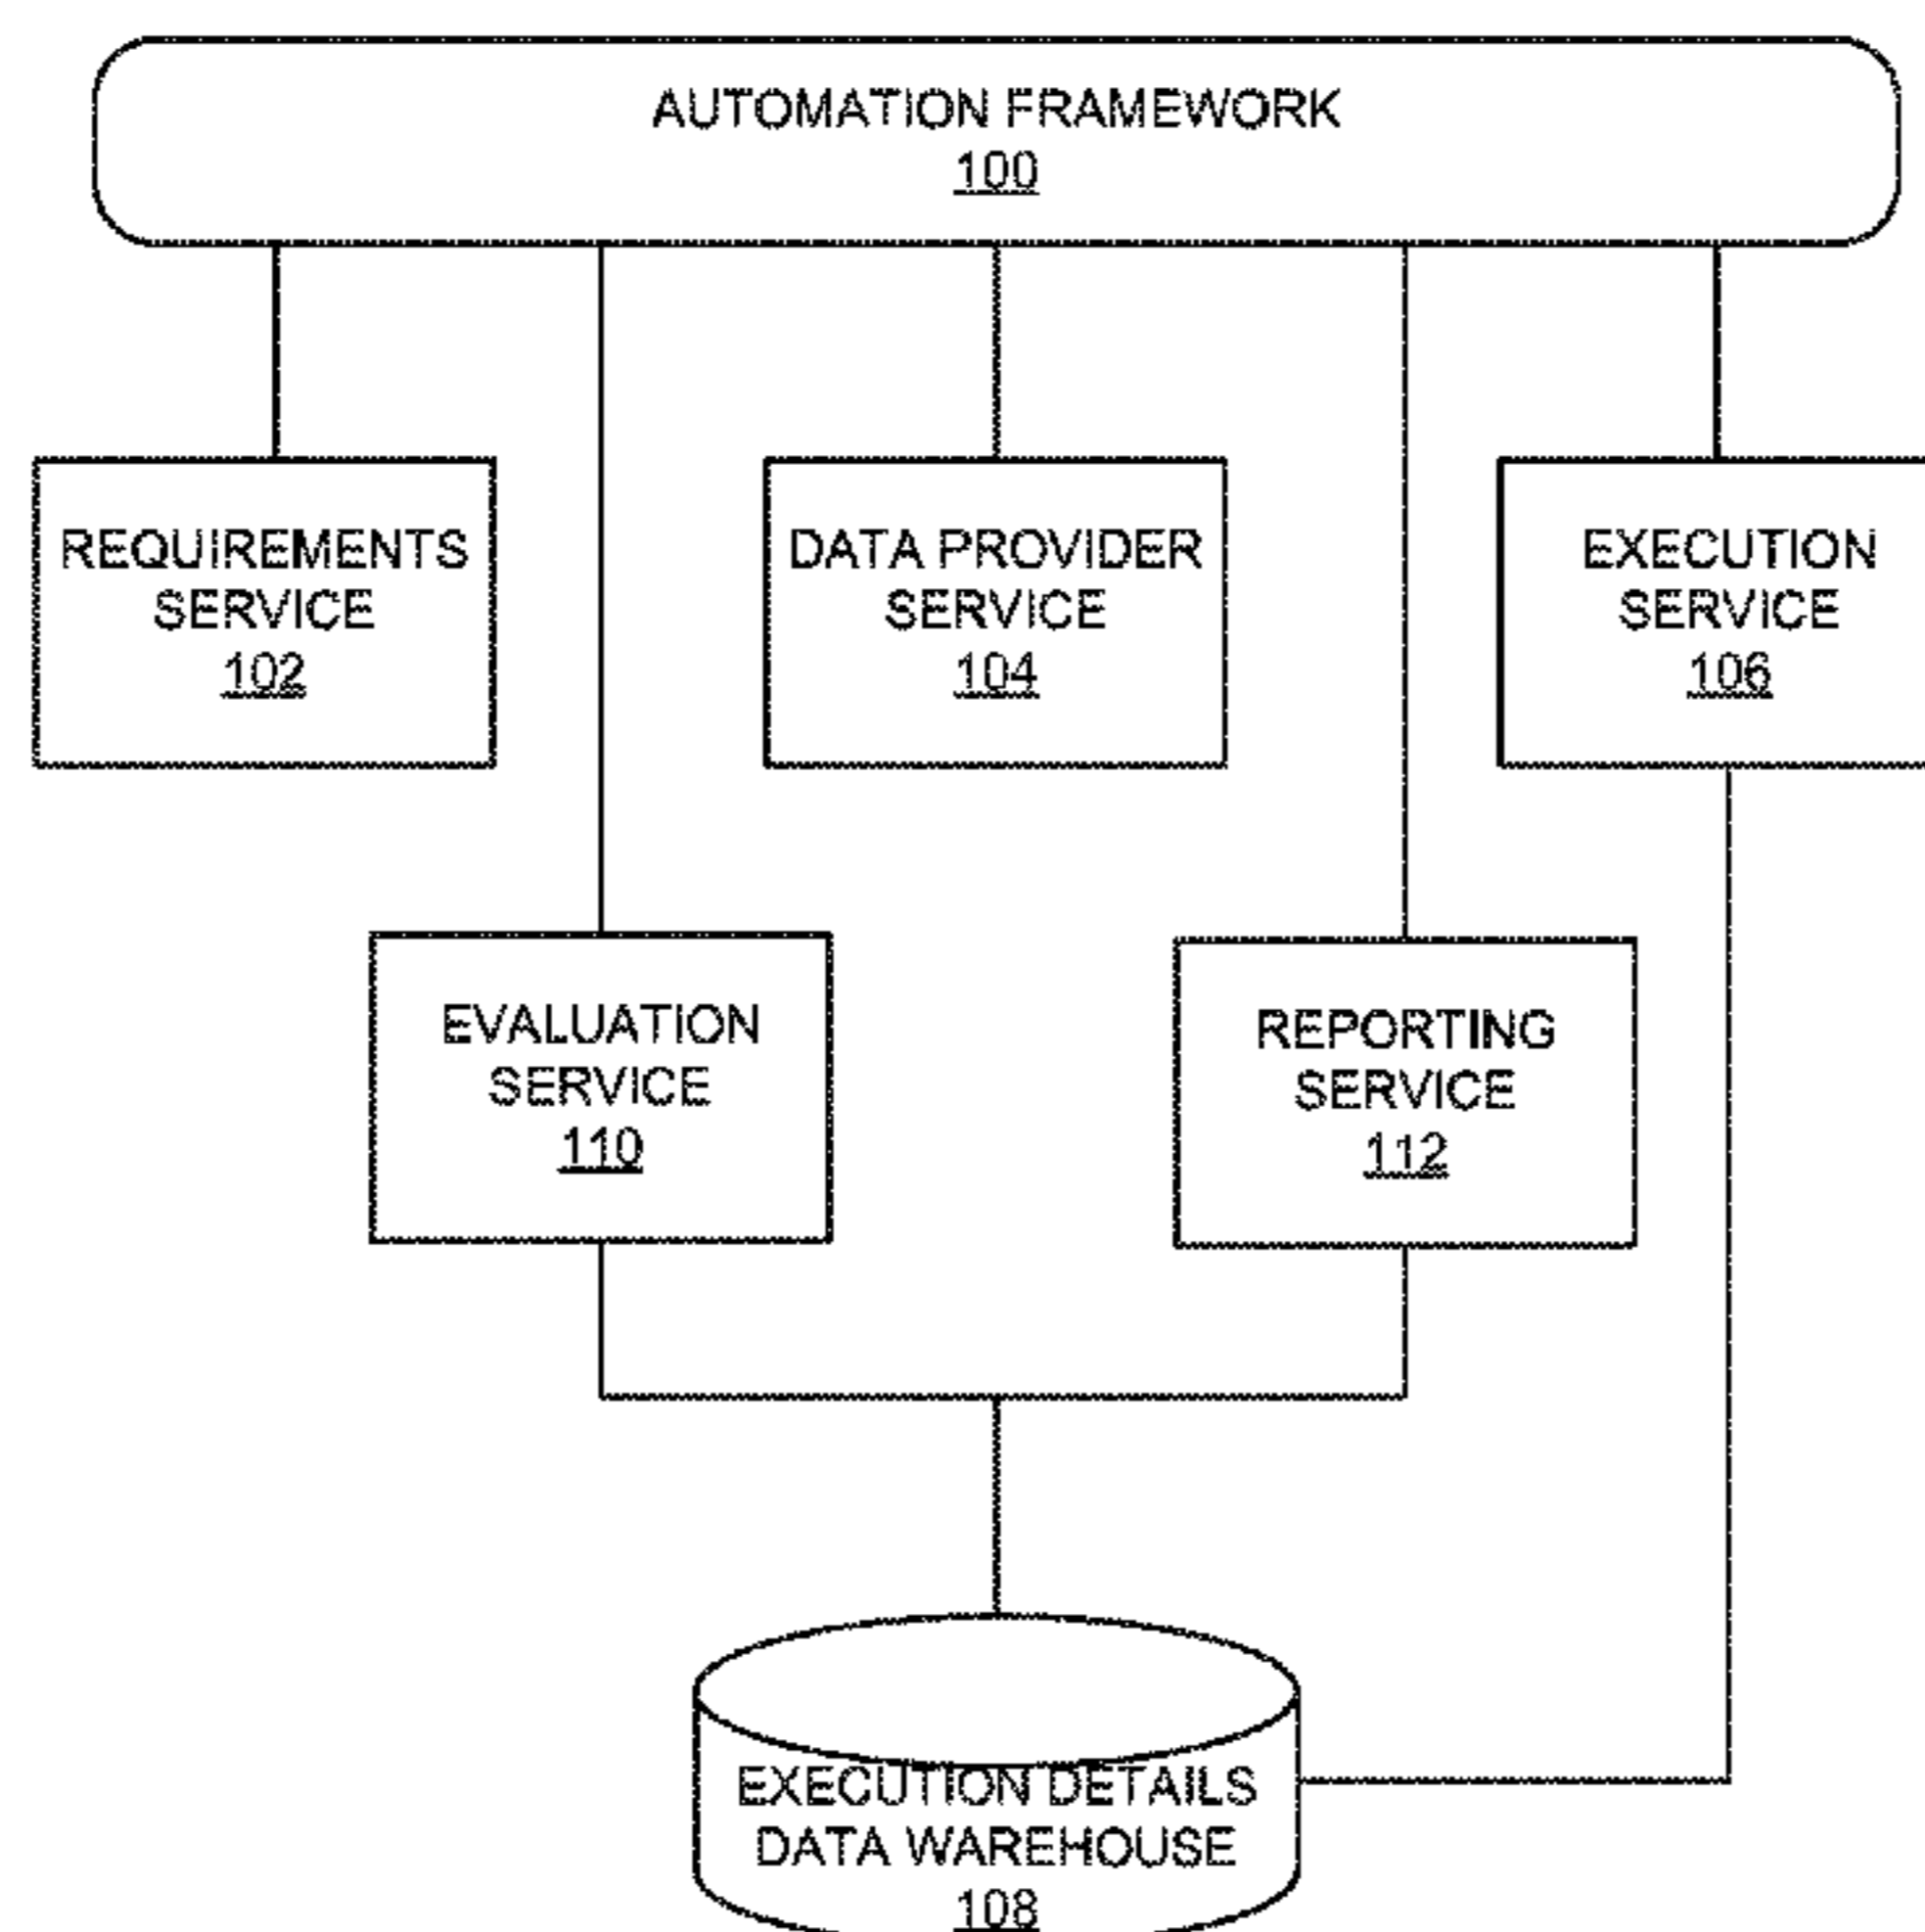 AUTOMATION FRAMEWORK
100
REQUIREMENTS
SERVICE
102
DATA PROVIDER
SERVICE
104
EXECUTION
SERVICE
106
EVALUATION
SERVICE
110
REPORTING
SERVICE
112
EXECUTION DETAILS
DATA WAREHOUSE
108